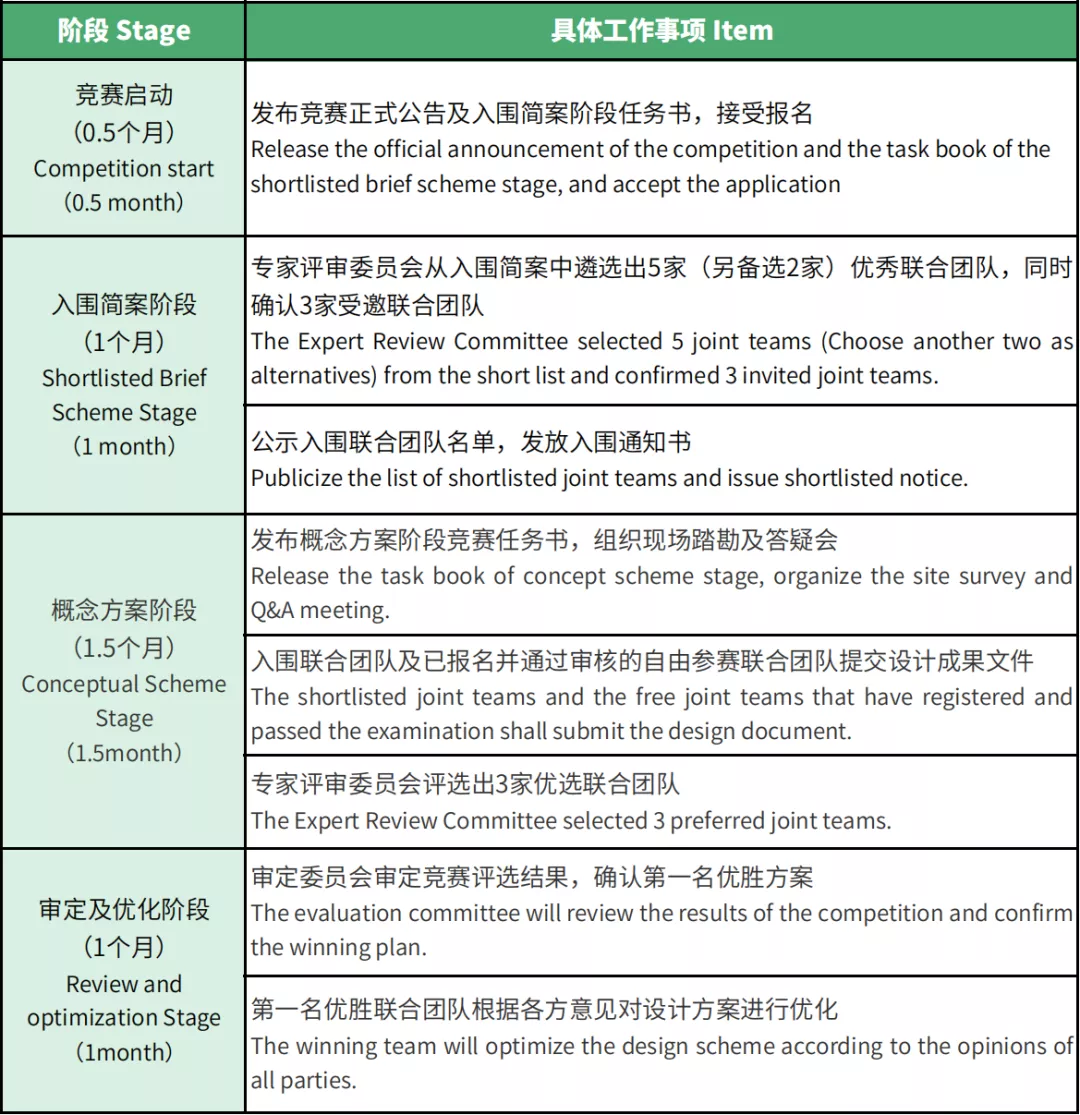 阶段 Stage
具体工作事项 Item
竞赛启动
（0.5个月）
Competition start
（0.5 month）
发布竞赛正式公告及入围简案阶段任务书，接受报名
Release the official announcement of the competition and the task book of the
shortlisted brief scheme stage, and accept the application
入围简案阶段
（1个月）
Shortlisted Brief
Scheme Stage
（1 month）
专家评审委员会从入围简案中遴选出5家（另备选2家）优秀联合团队，同时
确认3家受邀联合团队
The Expert Review Committee selected 5 joint teams (Choose another two as
alternatives) from the short list and confirmed 3 invited joint teams.
公示入围联合团队名单，发放入围通知书
Publicize the list of shortlisted joint teams and issue shortlisted notice.
概念方案阶段
（1.5个月）
Conceptual Scheme
Stage
（1.5month）
发布概念方案阶段竞赛任务书，组织现场踏勘及答疑会
Release the task book of concept scheme stage, organize the site survey and
Q&A meeting.
入围联合团队及已报名并通过审核的自由参赛联合团队提交设计成果文件
The shortlisted joint teams and the free joint teams that have registered and
passed the examination shall submit the design document.
专家评审委员会评选出3家优选联合团队
The Expert Review Committee selected 3 preferred joint teams.
审定及优化阶段
（1个月）
Review and
optimization Stage
（1month）
审定委员会审定竞赛评选结果，确认第一名优胜方案
The evaluation committee will review the results of the competition and confirm
the winning plan.
第一名优胜联合团队根据各方意见对设计方案进行优化
The winning team will optimize the design scheme according to the opinions of
all parties.